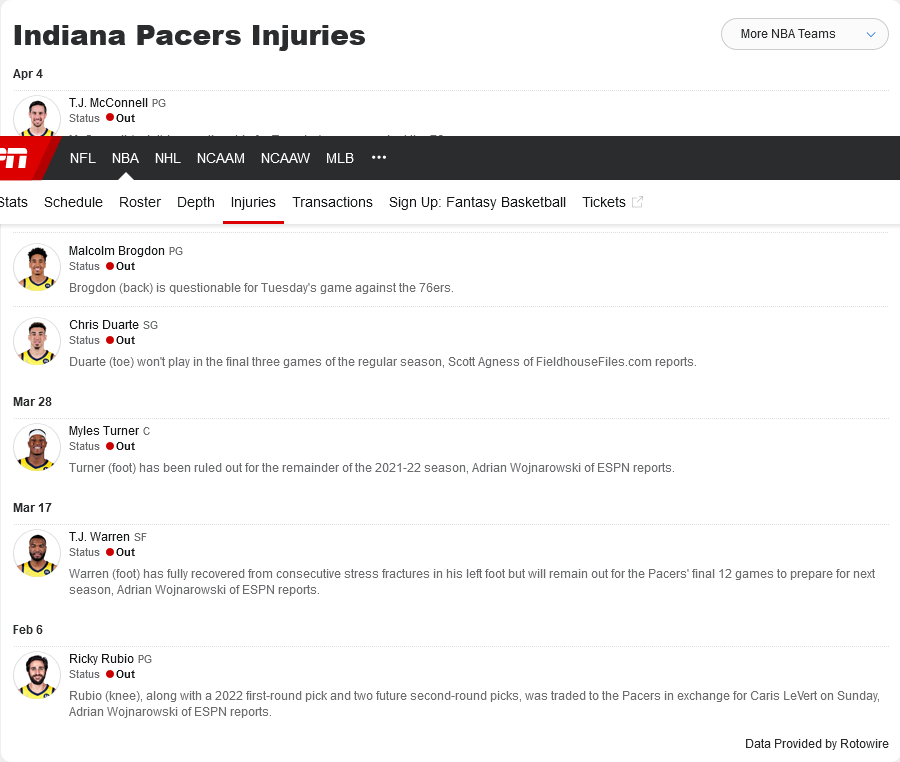 Indiana Pacers Injuries
More NBA Teams
Apr 4
T.J. McConnell PG
Status Out
NFL NBA NHL NCAAM NCAAW MLB
Stats Schedule Roster Depth Injuries Transactions Sign Up: Fantasy Basketball Tickets
Malcolm Brogdon PG
Status Out
Brogdon (back) is questionable for Tuesday's game against the 76ers.
Chris Duarte SG
Status Out
Duarte (toe) won't play in the final three games of the regular season, Scott Agness of FieldhouseFiles.com reports.
Mar 28
Myles Turner C
Status Out
Turner (foot) has been ruled out for the remainder of the 2021-22 season, Adrian Wojnarowski of ESPN reports.
Mar 17
T.J. Warren SF
Status Out
Warren (foot) has fully recovered from consecutive stress fractures in his left foot but will remain out for the Pacers' final 12 games to prepare for next
season, Adrian Wojnarowski of ESPN reports.
Feb 6
Ricky Rubio PG
Status Out
Rubio (knee), along with a 2022 first-round pick and two future second-round picks, was traded to the Pacers in exchange for Caris LeVert on Sunday,
Adrian Wojnarowski of ESPN reports.
Data Provided by Rotowire